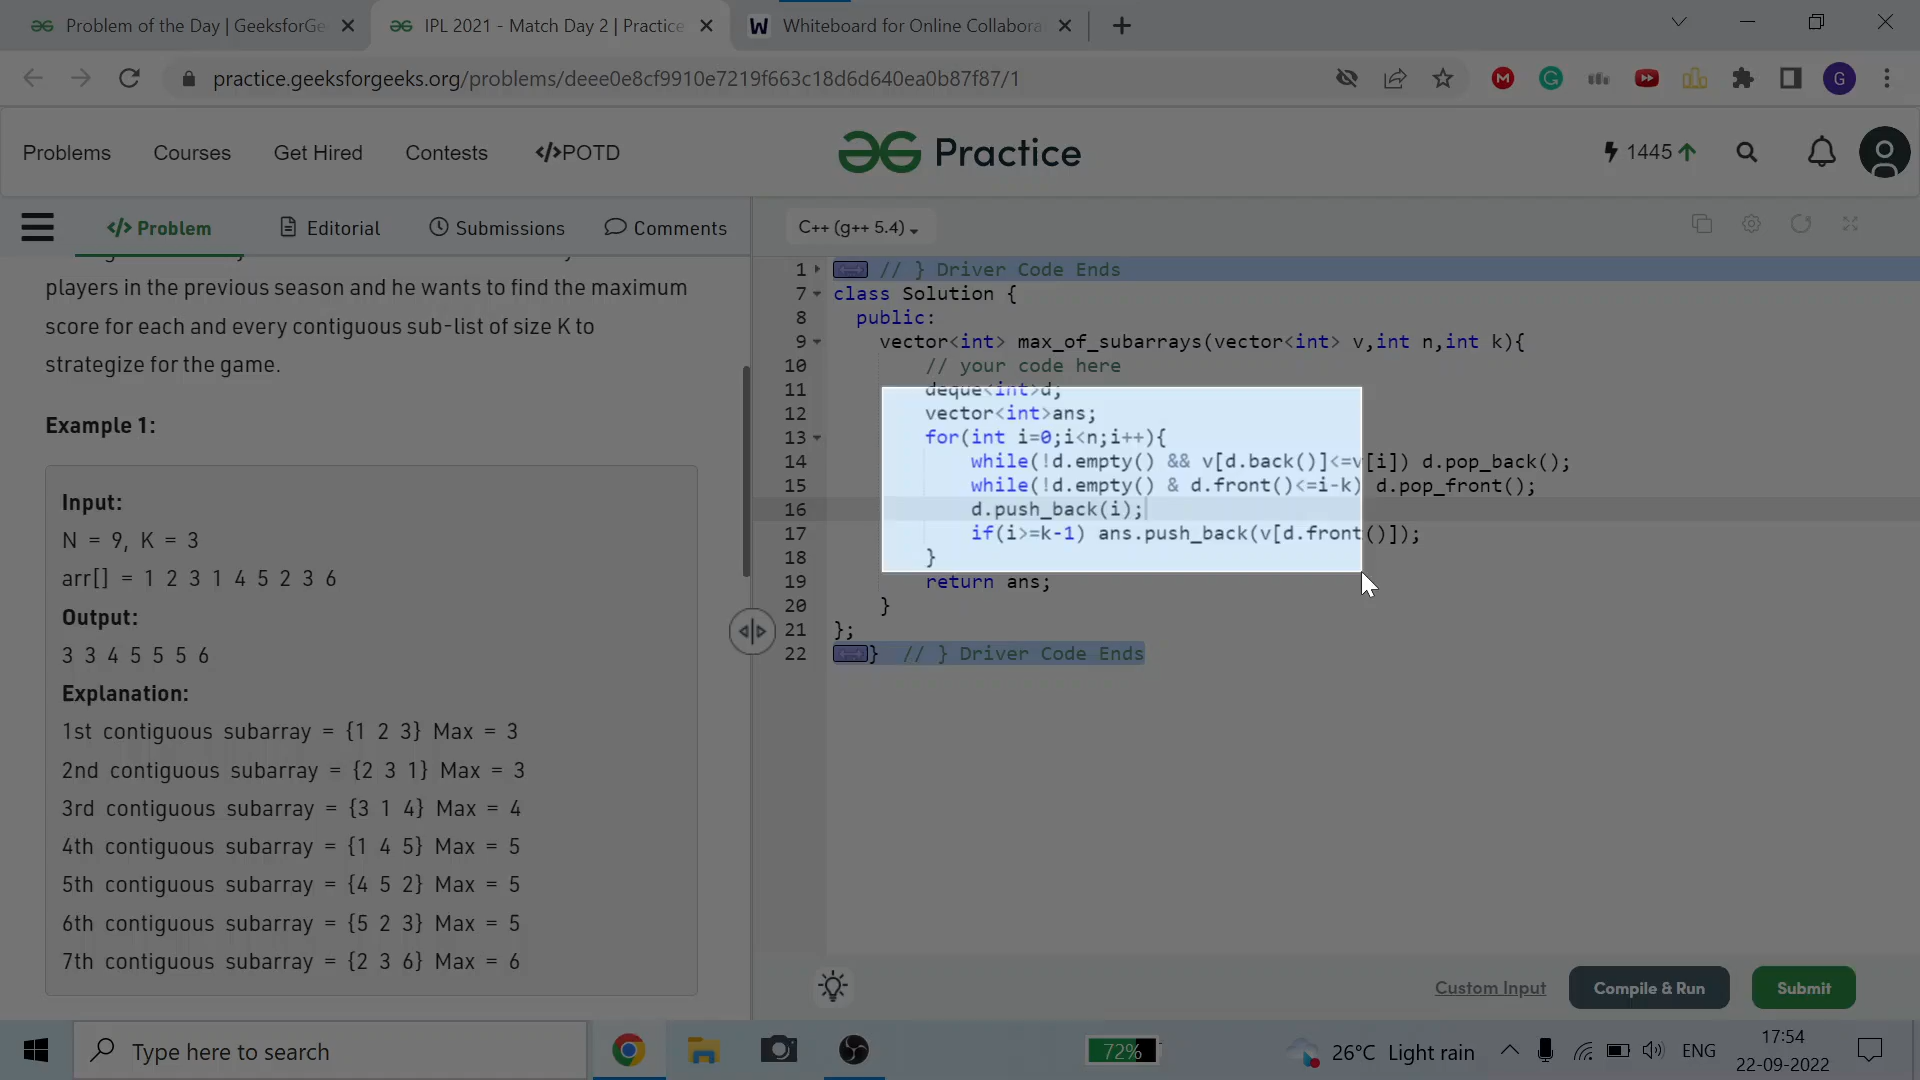 Problem of the Day | GeeksforGe
IPL 2021 - Match Day 2 | Practice
W Whiteboard for Online Collabora
practice.geeksforgeeks.org/problems/deee0e8cf9910e7219f663c18d6d640ea0b87f87/1
M
G
G
Problems
Courses
Get Hired
Contests
</>POTD
Practice
1445
</> Problem
Editorial
Submissions
Comments
players in the previous season and he wants to find the maximum
score for each and every contiguous sub-list of size K to
strategize for the game.
Example 1:
Input:
N = 9, K = 3
arr[] = 1 2 3 1 4 5 2 3 6
Output:
3 3 4 5 5 5 6
Explanation:
1st contiguous subarray = {1 2 3} Max = 3
2nd contiguous subarray = {2 3 1} Max = 3
3rd contiguous subarray = {3 1 4} Max = 4
4th contiguous subarray = {1 4 5} Max = 5
5th contiguous subarray = {4 5 2} Max = 5
6th contiguous subarray = {5 2 3} Max = 5
7th contiguous subarray = {2 3 6} Max = 6
C++ (g++ 5.4)
1 // } Driver Code Ends
7 class Solution {
8 public:
9 vector<int> max_of_subarrays(vector<int> v,int n,int k){
10 // your code here
11 deque<int>d;
12 vector<int>ans;
13 for(int i=0;i<n;i++){
14 while(!d.empty() && v[d.back()]<=v[i]) d.pop_back();
15 while(!d.empty() & d.front()<=i-k) d.pop_front();
16 d.push_back(i);
17 if(i>=k-1) ans.push_back(v[d.front()]);
18 }
19 return ans;
20 }
21 };
22 } // } Driver Code Ends
Custom Input
Compile & Run
Submit
Type here to search
72%
26°C Light rain
ENG
17:54
22-09-2022